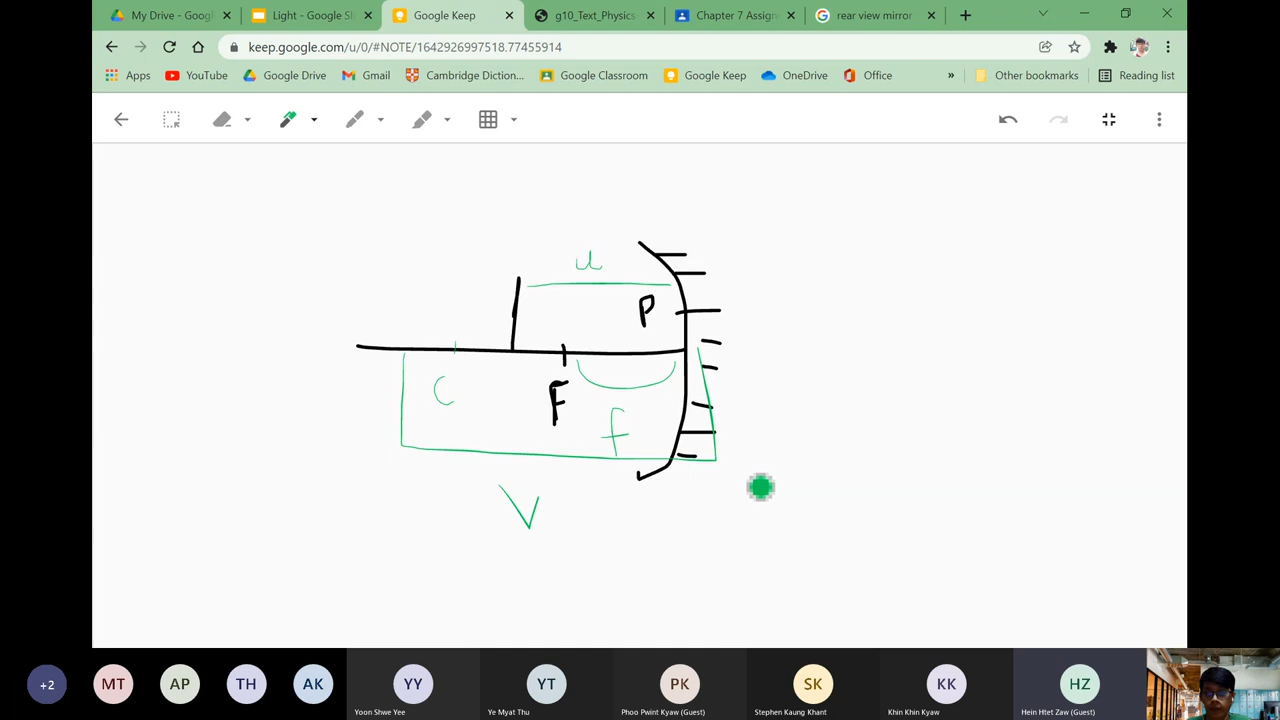 My Drive - Googl
Light - Google Sli
Google Keep
g10_Text_Physics
Chapter 7 Assign
rear view mirror
keep.google.com/u/0/#NOTE/1642926997518.77455914
Apps
YouTube
Google Drive
Gmail
Cambridge Diction...
Google Classroom
Google Keep
OneDrive
Office
»
Other bookmarks
Reading list
u
P
C
F
f
V
+2
MT
AP
TH
AK
YY
YT
PK
SK
KK
HZ
Yoon Shwe Yee
Ye Myat Thu
Phoo Pwint Kyaw (Guest)
Stephen Kaung Khant
Khin Khin Kyaw
Hein Htet Zaw (Guest)